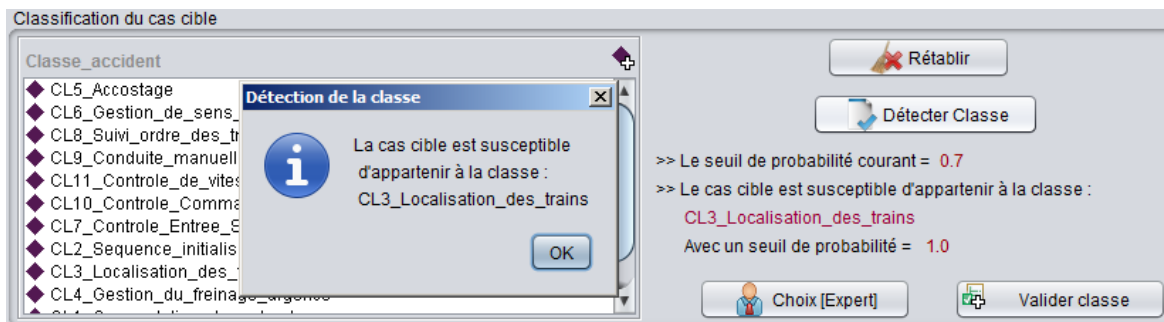 Classification du cas cible
Classe_accident
CL5_Accostage
CL6_Gestion_de_sens_
CL8_Suivi_ordre_des_tr
CL9_Conduite_manuell
CL11_Controle_de_vites
CL10_Controle_Comma
CL7_Controle_Entree_S
CL2_Sequence_initialis
CL3_Localisation_des_
CL4_Gestion_du_freinage_urgence
Détection de la classe
La cas cible est susceptible
d'appartenir à la classe :
CL3_Localisation_des_trains
OK
Rétablir
Détecter Classe
>> Le seuil de probabilité courant = 0.7
>> Le cas cible est susceptible d'appartenir à la classe :
CL3_Localisation_des_trains
Avec un seuil de probabilité = 1.0
Choix [Expert]
Valider classe